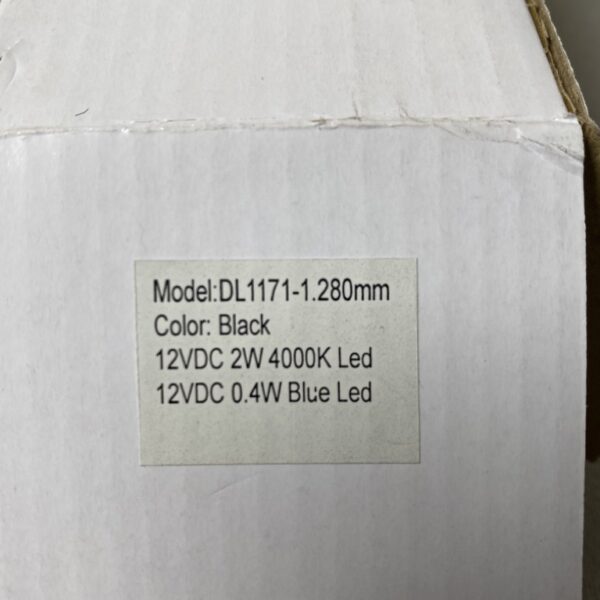 Model:DL1171-1.280mm
Color: Black
12VDC 2W 4000K Led
12VDC 0.4W Blue Led